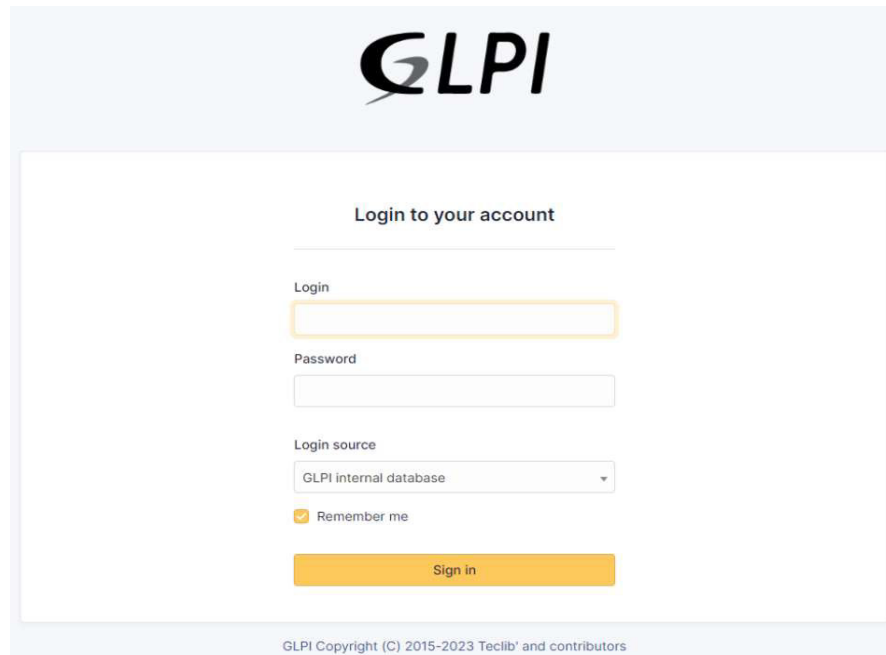 GLPI
Login to your account
Login
Password
Login source
GLPI internal database
Remember me
Sign in
GLPI Copyright (C) 2015-2023 Teclib' and contributors